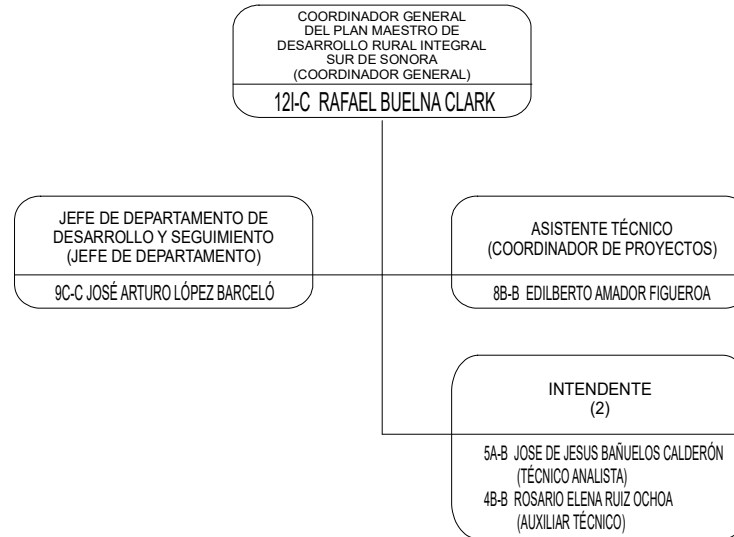 COORDINADOR GENERAL
DEL PLAN MAESTRO DE
DESARROLLO RURAL INTEGRAL
SUR DE SONORA
(COORDINADOR GENERAL)
12I-C RAFAEL BUELNA CLARK
JEFE DE DEPARTAMENTO DE
DESARROLLO Y SEGUIMIENTO
(JEFE DE DEPARTAMENTO)
9C-C JOSÉ ARTURO LÓPEZ BARCELÓ
ASISTENTE TÉCNICO
(COORDINADOR DE PROYECTOS)
8B-B EDILBERTO AMADOR FIGUEROA
INTENDENTE
(2)
5A-B JOSE DE JESUS BAÑUELOS CALDERÓN
(TÉCNICO ANALISTA)
4B-B ROSARIO ELENA RUIZ OCHOA
(AUXILIAR TÉCNICO)